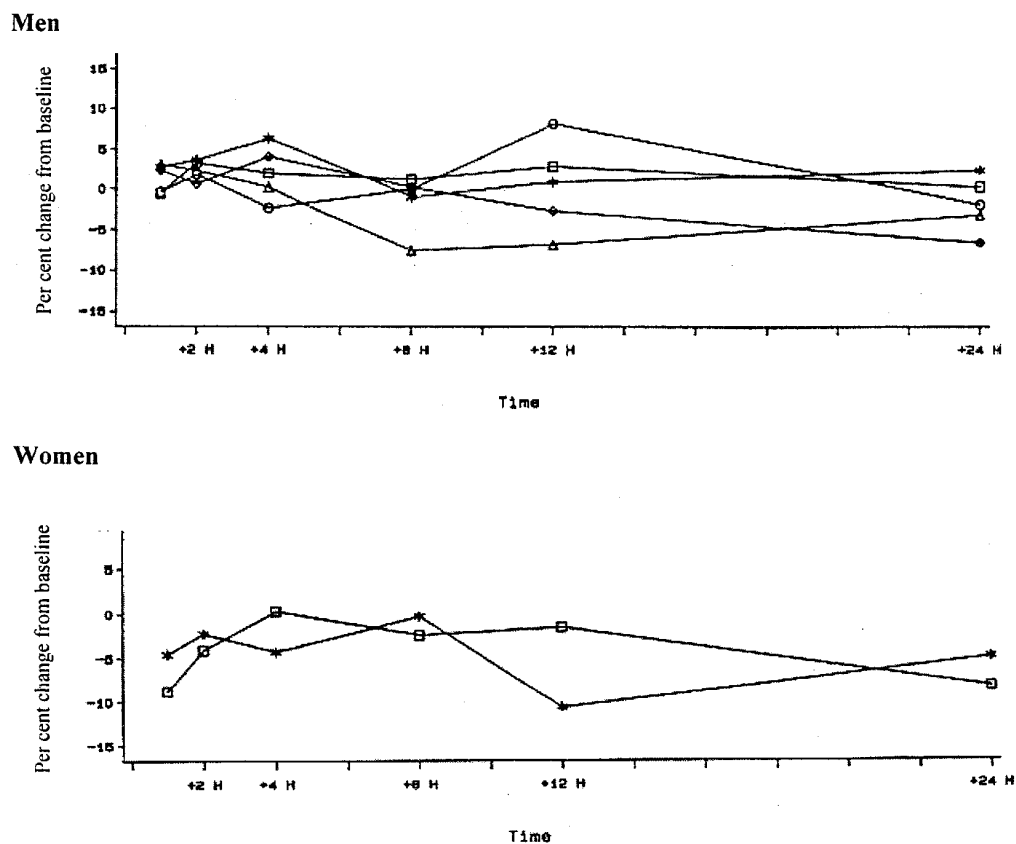 Men
Per cent change from baseline
15
10
5
0
-5
-10
-15
+2 H +4 H +8 H +12 H +24 H
Time
Women
Per cent change from baseline
5
0
-5
-10
-15
+2 H +4 H +8 H +12 H +24 H
Time